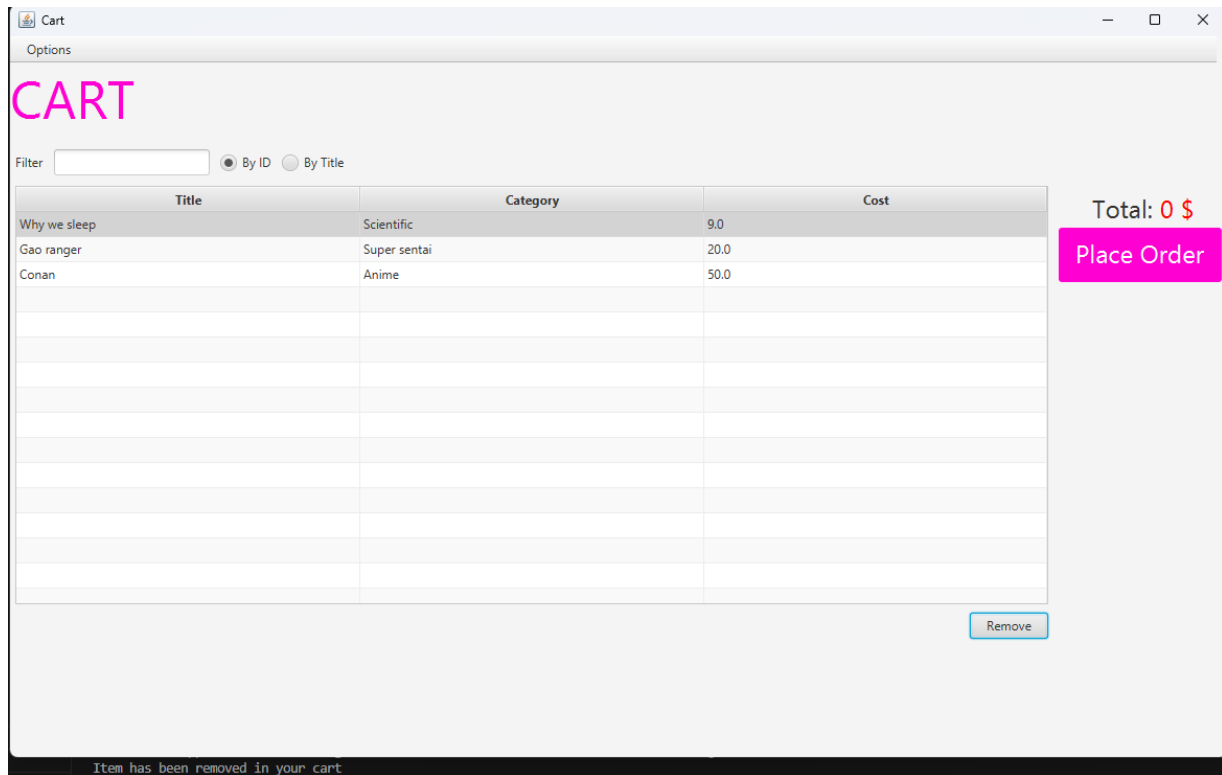 Cart
Options
CART
Filter By ID By Title
Title Category Cost
Why we sleep Scientific 9.0
Gao ranger Super sentai 20.0
Conan Anime 50.0
Total: 0 $
Place Order
Remove
Item has been removed in your cart